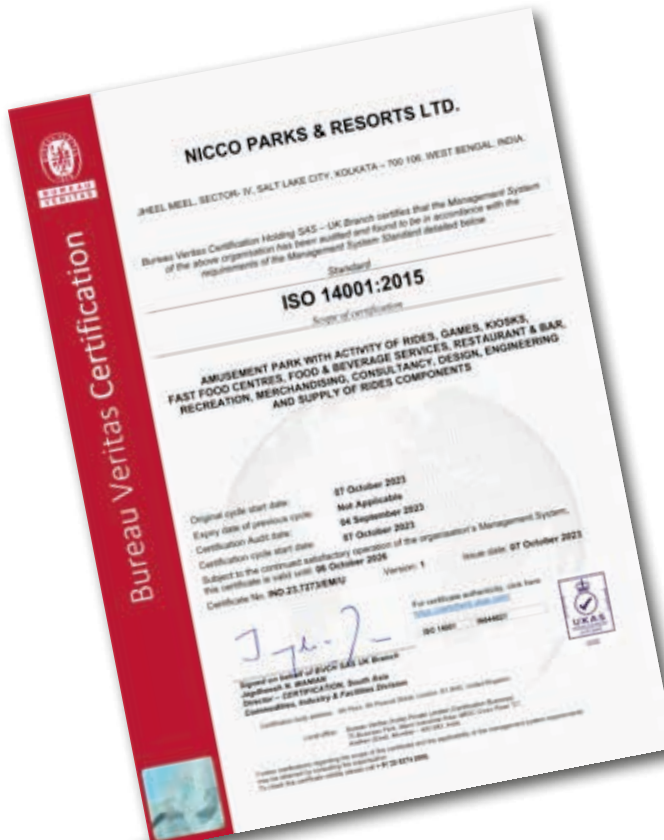 BUREAU
VERITAS
Bureau Veritas Certification
NICCO PARKS & RESORTS LTD.
JHEEL MEEL, SECTOR- IV, SALT LAKE CITY, KOLKATA – 700 106, WEST BENGAL, INDIA.
Bureau Veritas Certification Holding SAS – UK Branch certifies that the Management System
of the above organisation has been audited and found to be in accordance with the
requirements of the Management System Standard detailed below
Standard
ISO 14001:2015
Scope of certification
AMUSEMENT PARK WITH ACTIVITY OF RIDES, GAMES, KIOSKS,
FAST FOOD CENTRES, FOOD & BEVERAGE SERVICES, RESTAURANT & BAR,
RECREATION, MERCHANDISING, CONSULTANCY, DESIGN, ENGINEERING
AND SUPPLY OF RIDES COMPONENTS
Original cycle start date: 07 October 2023
Expiry date of previous cycle: Not Applicable
Certification Audit date: 04 September 2023
Certification cycle start date: 07 October 2023
Subject to the continued satisfactory operation of the organisation's Management System,
this certificate is valid until: 06 October 2026
Certificate No. IND.23.7273/EM/U Version: 1 Issue date: 07 October 2023
For certificate authenticity, click here
ISO 14001
UKAS
Signed on behalf of BVCH SAS UK Branch
Jagdheesh N. MANIAN
Director – CERTIFICATION, South Asia
Commodities, Industry & Facilities Division